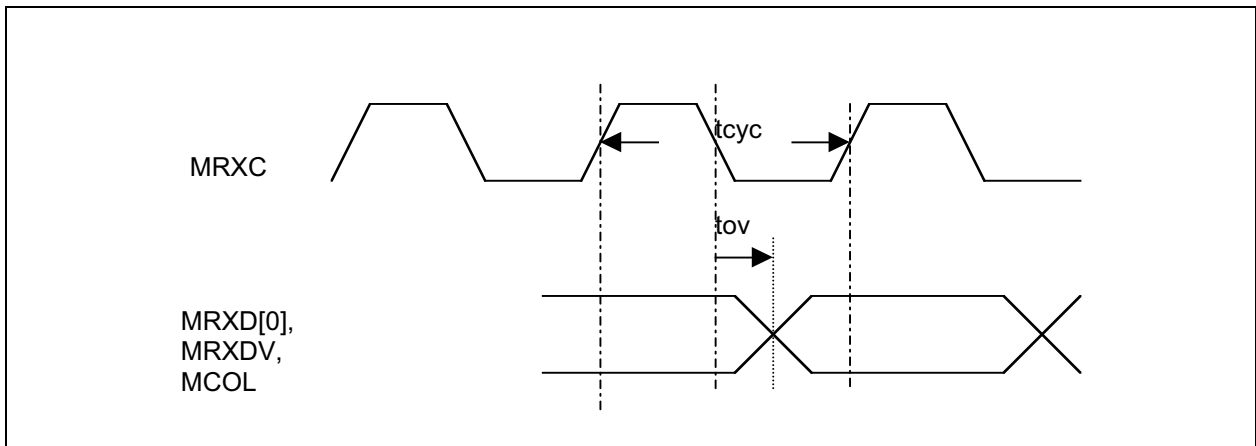 tcyc
MRXC
tov
MRXD[0],
MRXDV,
MCOL